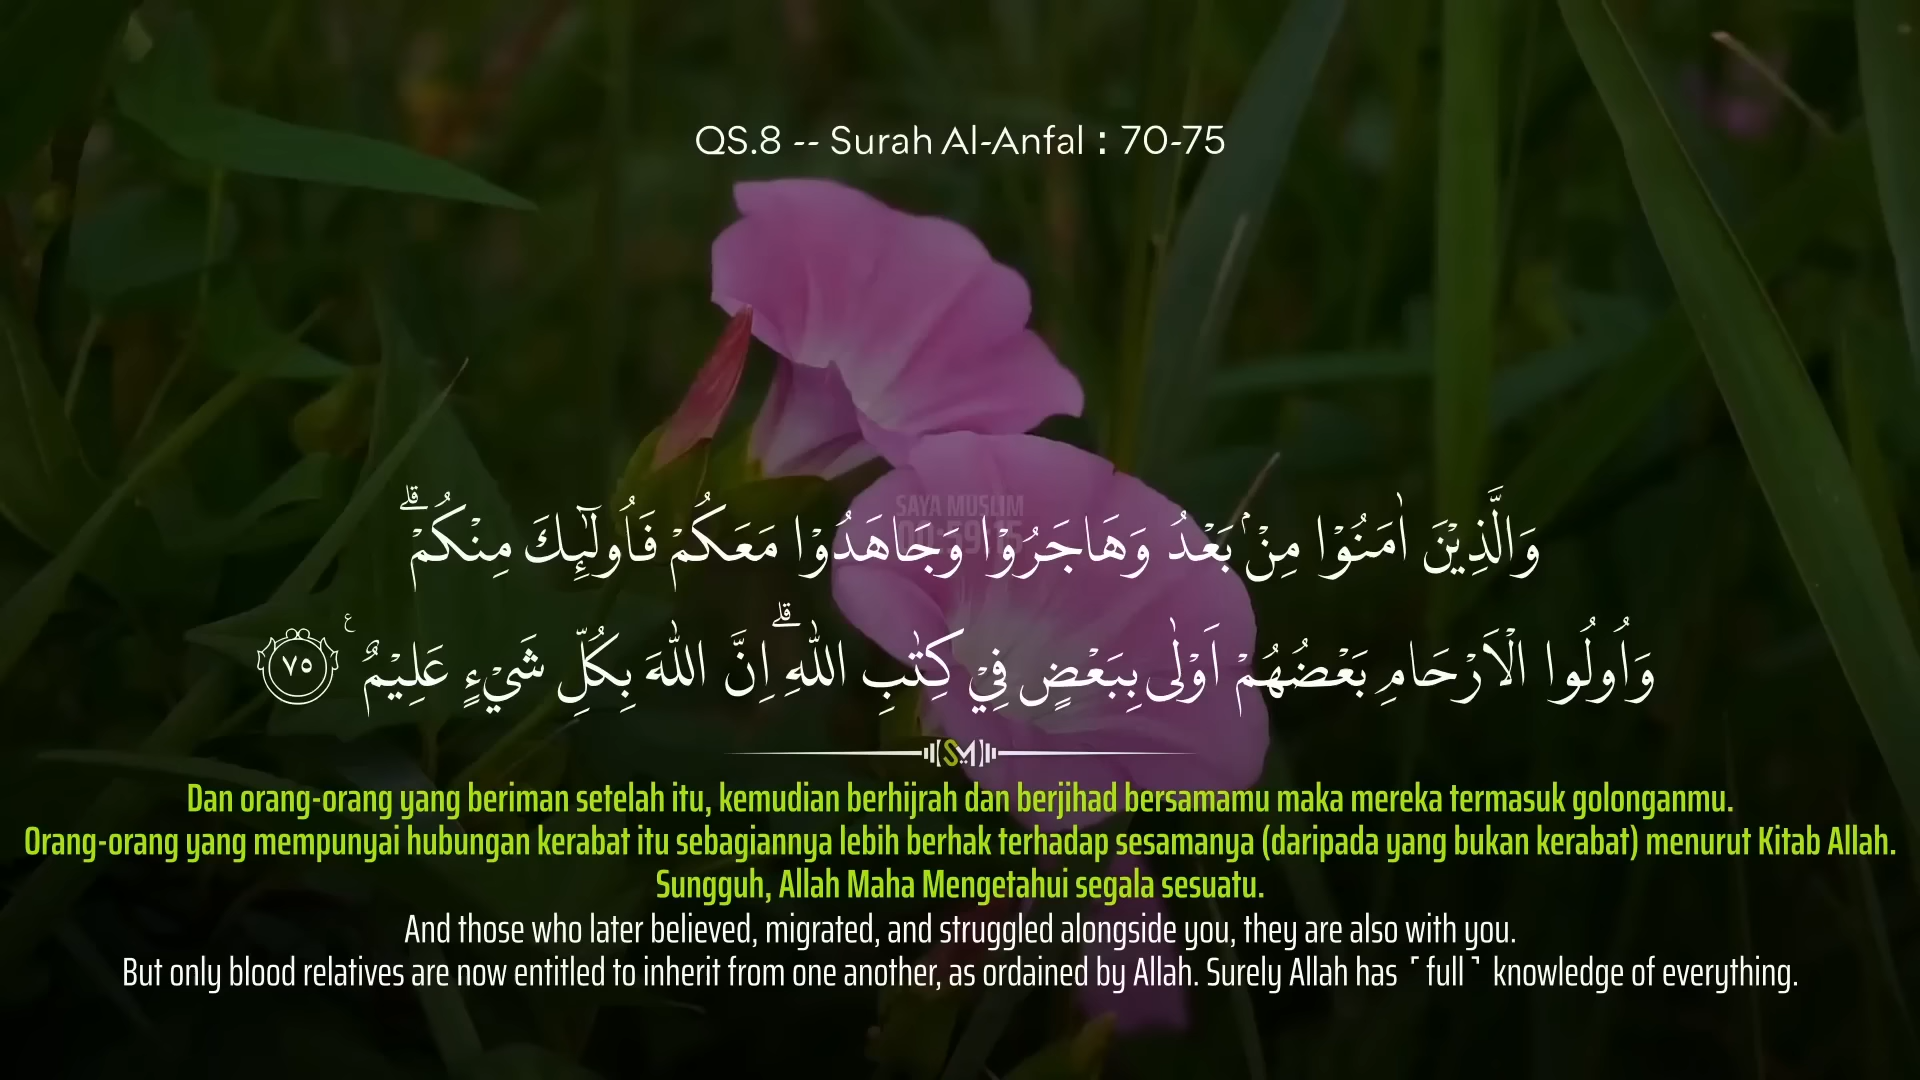 QS.8 -- Surah Al-Anfal : 70-75
SAYA MUSLIM
وَالَّذِيْنَ اٰمَنُوْا مِنْۢ بَعْدُ وَهَاجَرُوْا وَجَاهَدُوْا مَعَكُمْ فَاُولٰۤىِٕكَ مِنْكُمْۗ
وَاُولُوا الْاَرْحَامِ بَعْضُهُمْ اَوْلٰى بِبَعْضٍ فِيْ كِتٰبِ اللّٰهِۗ اِنَّ اللّٰهَ بِكُلِّ شَيْءٍ عَلِيْمٌ ࣖ ٧٥
SM
Dan orang-orang yang beriman setelah itu, kemudian berhijrah dan berjihad bersamamu maka mereka termasuk golonganmu.
Orang-orang yang mempunyai hubungan kerabat itu sebagiannya lebih berhak terhadap sesamanya (daripada yang bukan kerabat) menurut Kitab Allah.
Sungguh, Allah Maha Mengetahui segala sesuatu.
And those who later believed, migrated, and struggled alongside you, they are also with you.
But only blood relatives are now entitled to inherit from one another, as ordained by Allah. Surely Allah has ˹full˺ knowledge of everything.